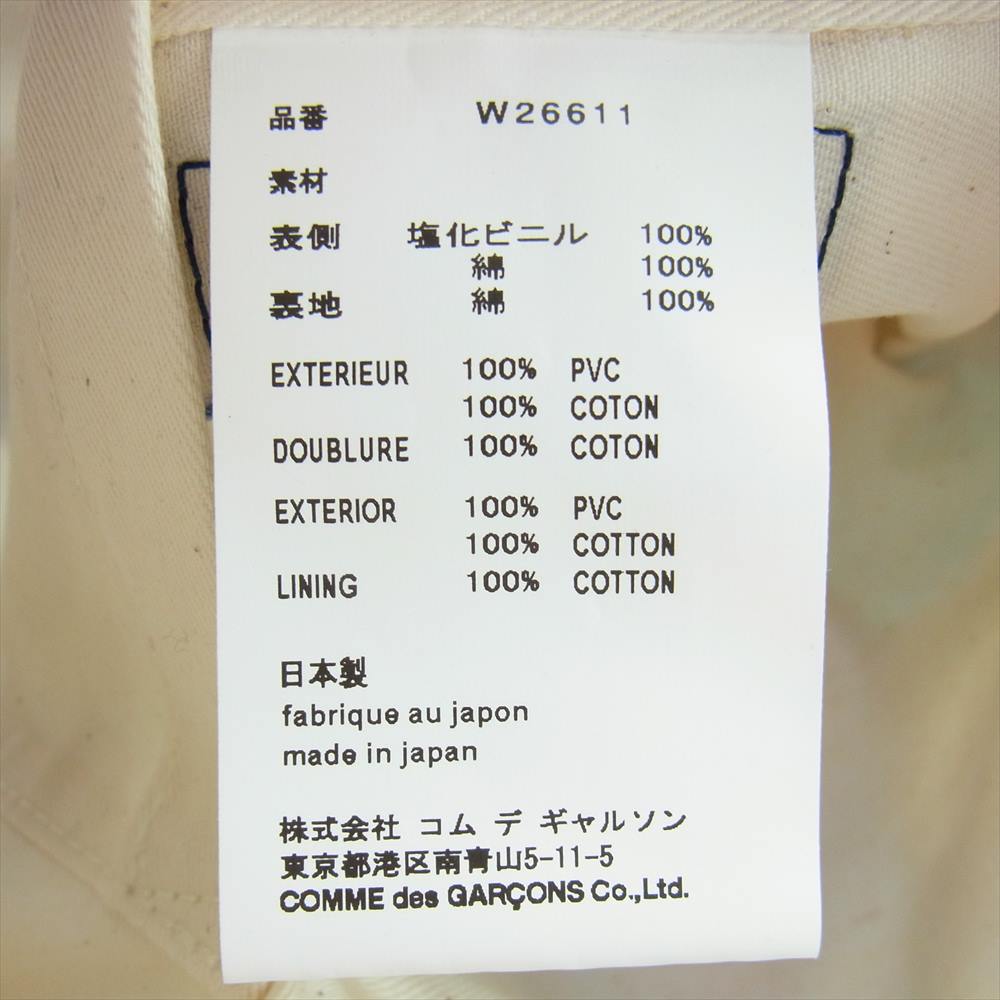 品番 W26611
素材
表側 塩化ビニル 100%
綿 100%
裏地 綿 100%
EXTERIEUR 100% PVC
100% COTON
DOUBLURE 100% COTON
EXTERIOR 100% PVC
100% COTTON
LINING 100% COTTON
日本製
fabrique au japon
made in japan
株式会社 コム デ ギャルソン
東京都港区南青山5-11-5
COMME des GARÇONS Co.,Ltd.